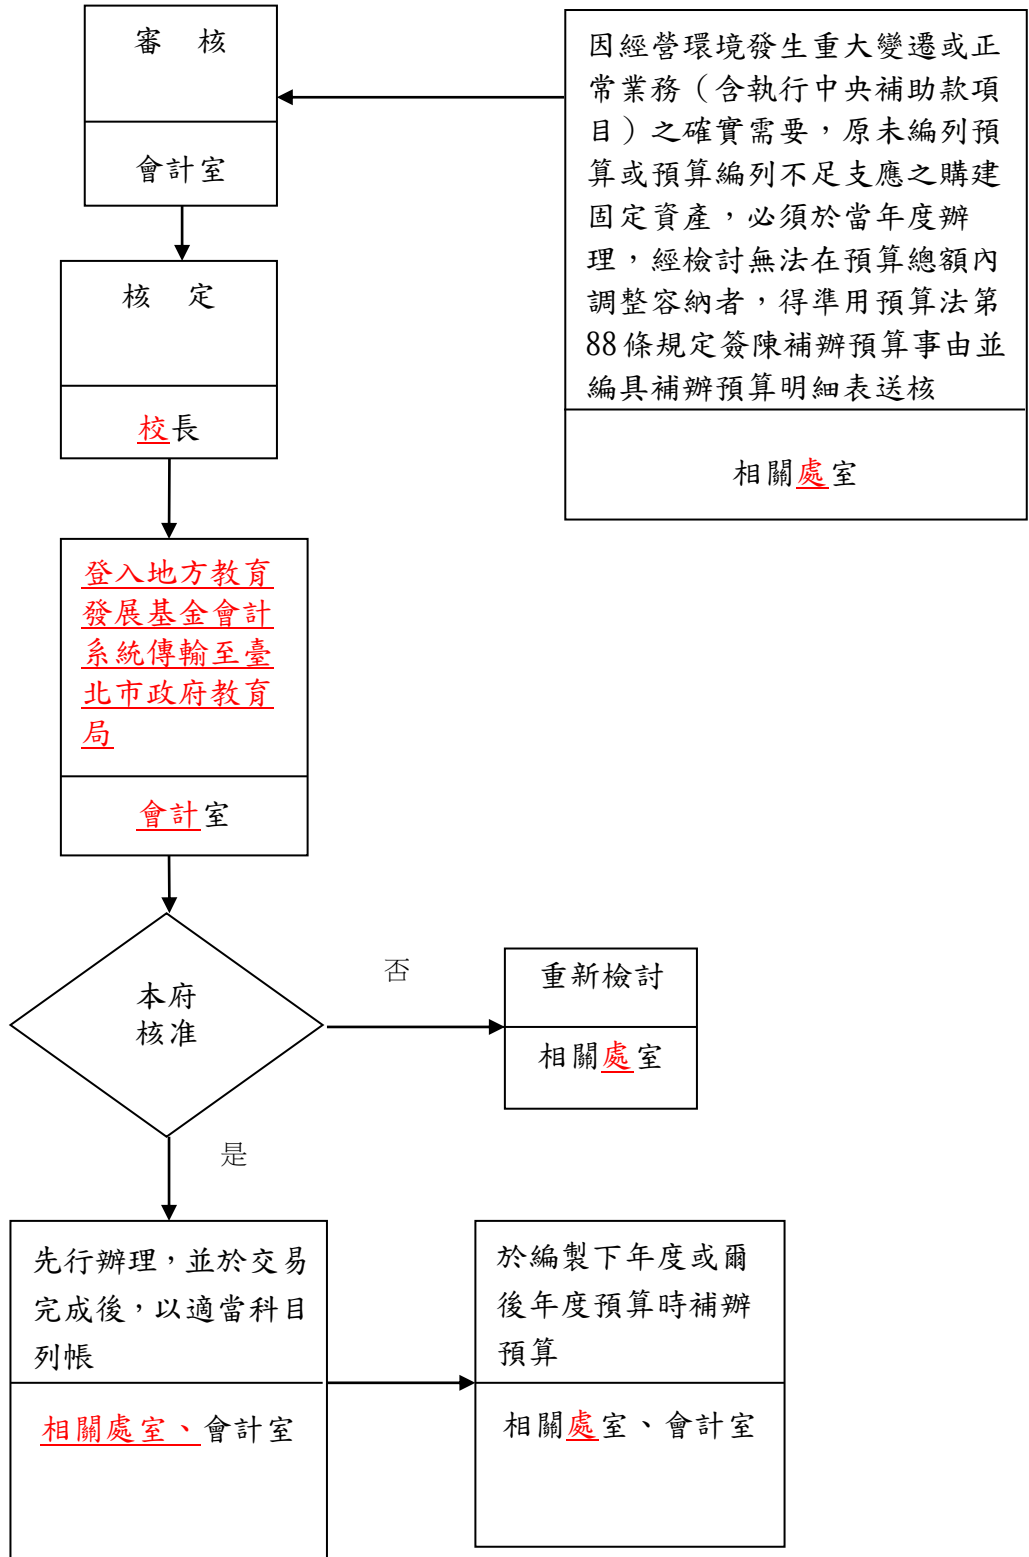 因經營環境發生重大變遷或正
常業務（含執行中央補助款項
目）之確實需要，原未編列預
算或預算編列不足支應之購建
固定資產，必須於當年度辦
理，經檢討無法在預算總額內
調整容納者，得準用預算法第
88條規定簽陳補辦預算事由並
編具補辦預算明細表送核
相關處室
審　核
會計室
核　定
校長
登入地方教育
發展基金會計
系統傳輸至臺
北市政府教育
局
會計室
本府
核准
否
重新檢討
相關處室
是
先行辦理，並於交易
完成後，以適當科目
列帳
相關處室、會計室
於編製下年度或爾
後年度預算時補辦
預算
相關處室、會計室